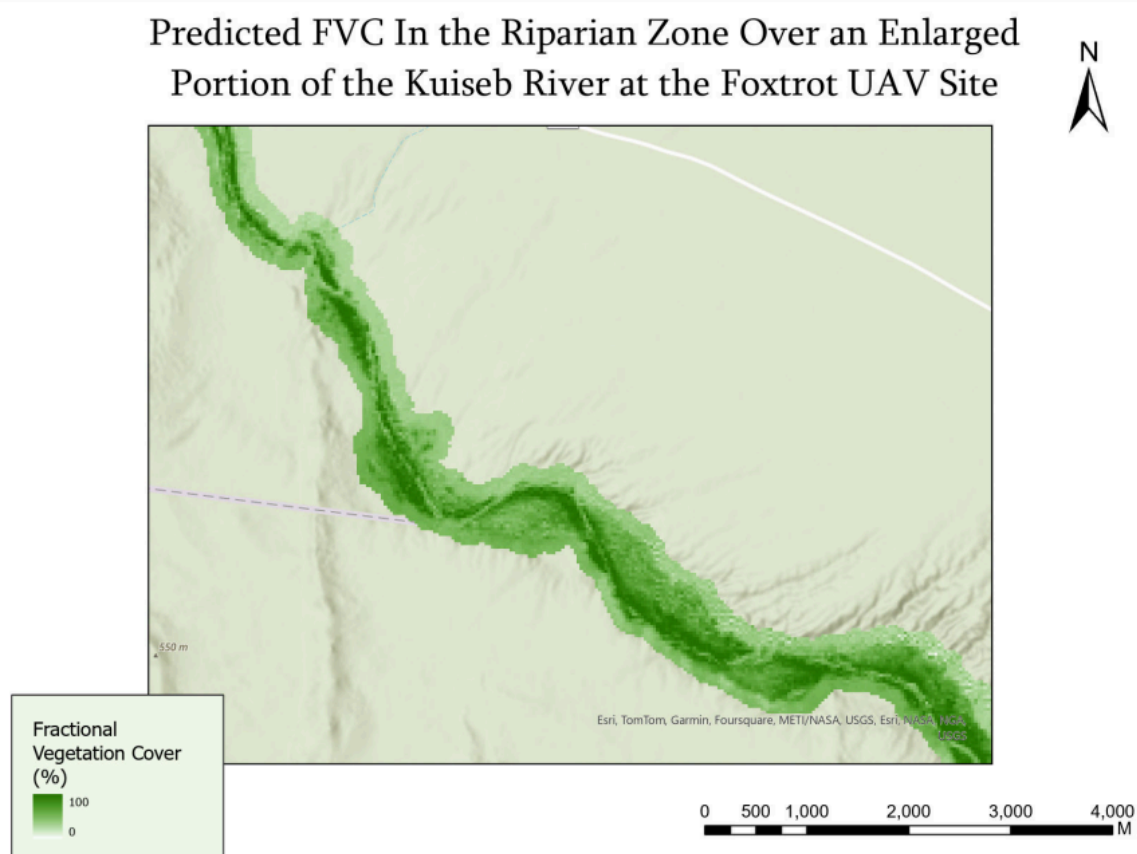 Predicted FVC In the Riparian Zone Over an Enlarged
Portion of the Kuiseb River at the Foxtrot UAV Site
N
550 m
Esri, TomTom, Garmin, Foursquare, METI/NASA, USGS, Esri, NASA, NGA,
USGS
Fractional
Vegetation Cover
(%)
100
0
0 500 1,000 2,000 3,000 4,000
M